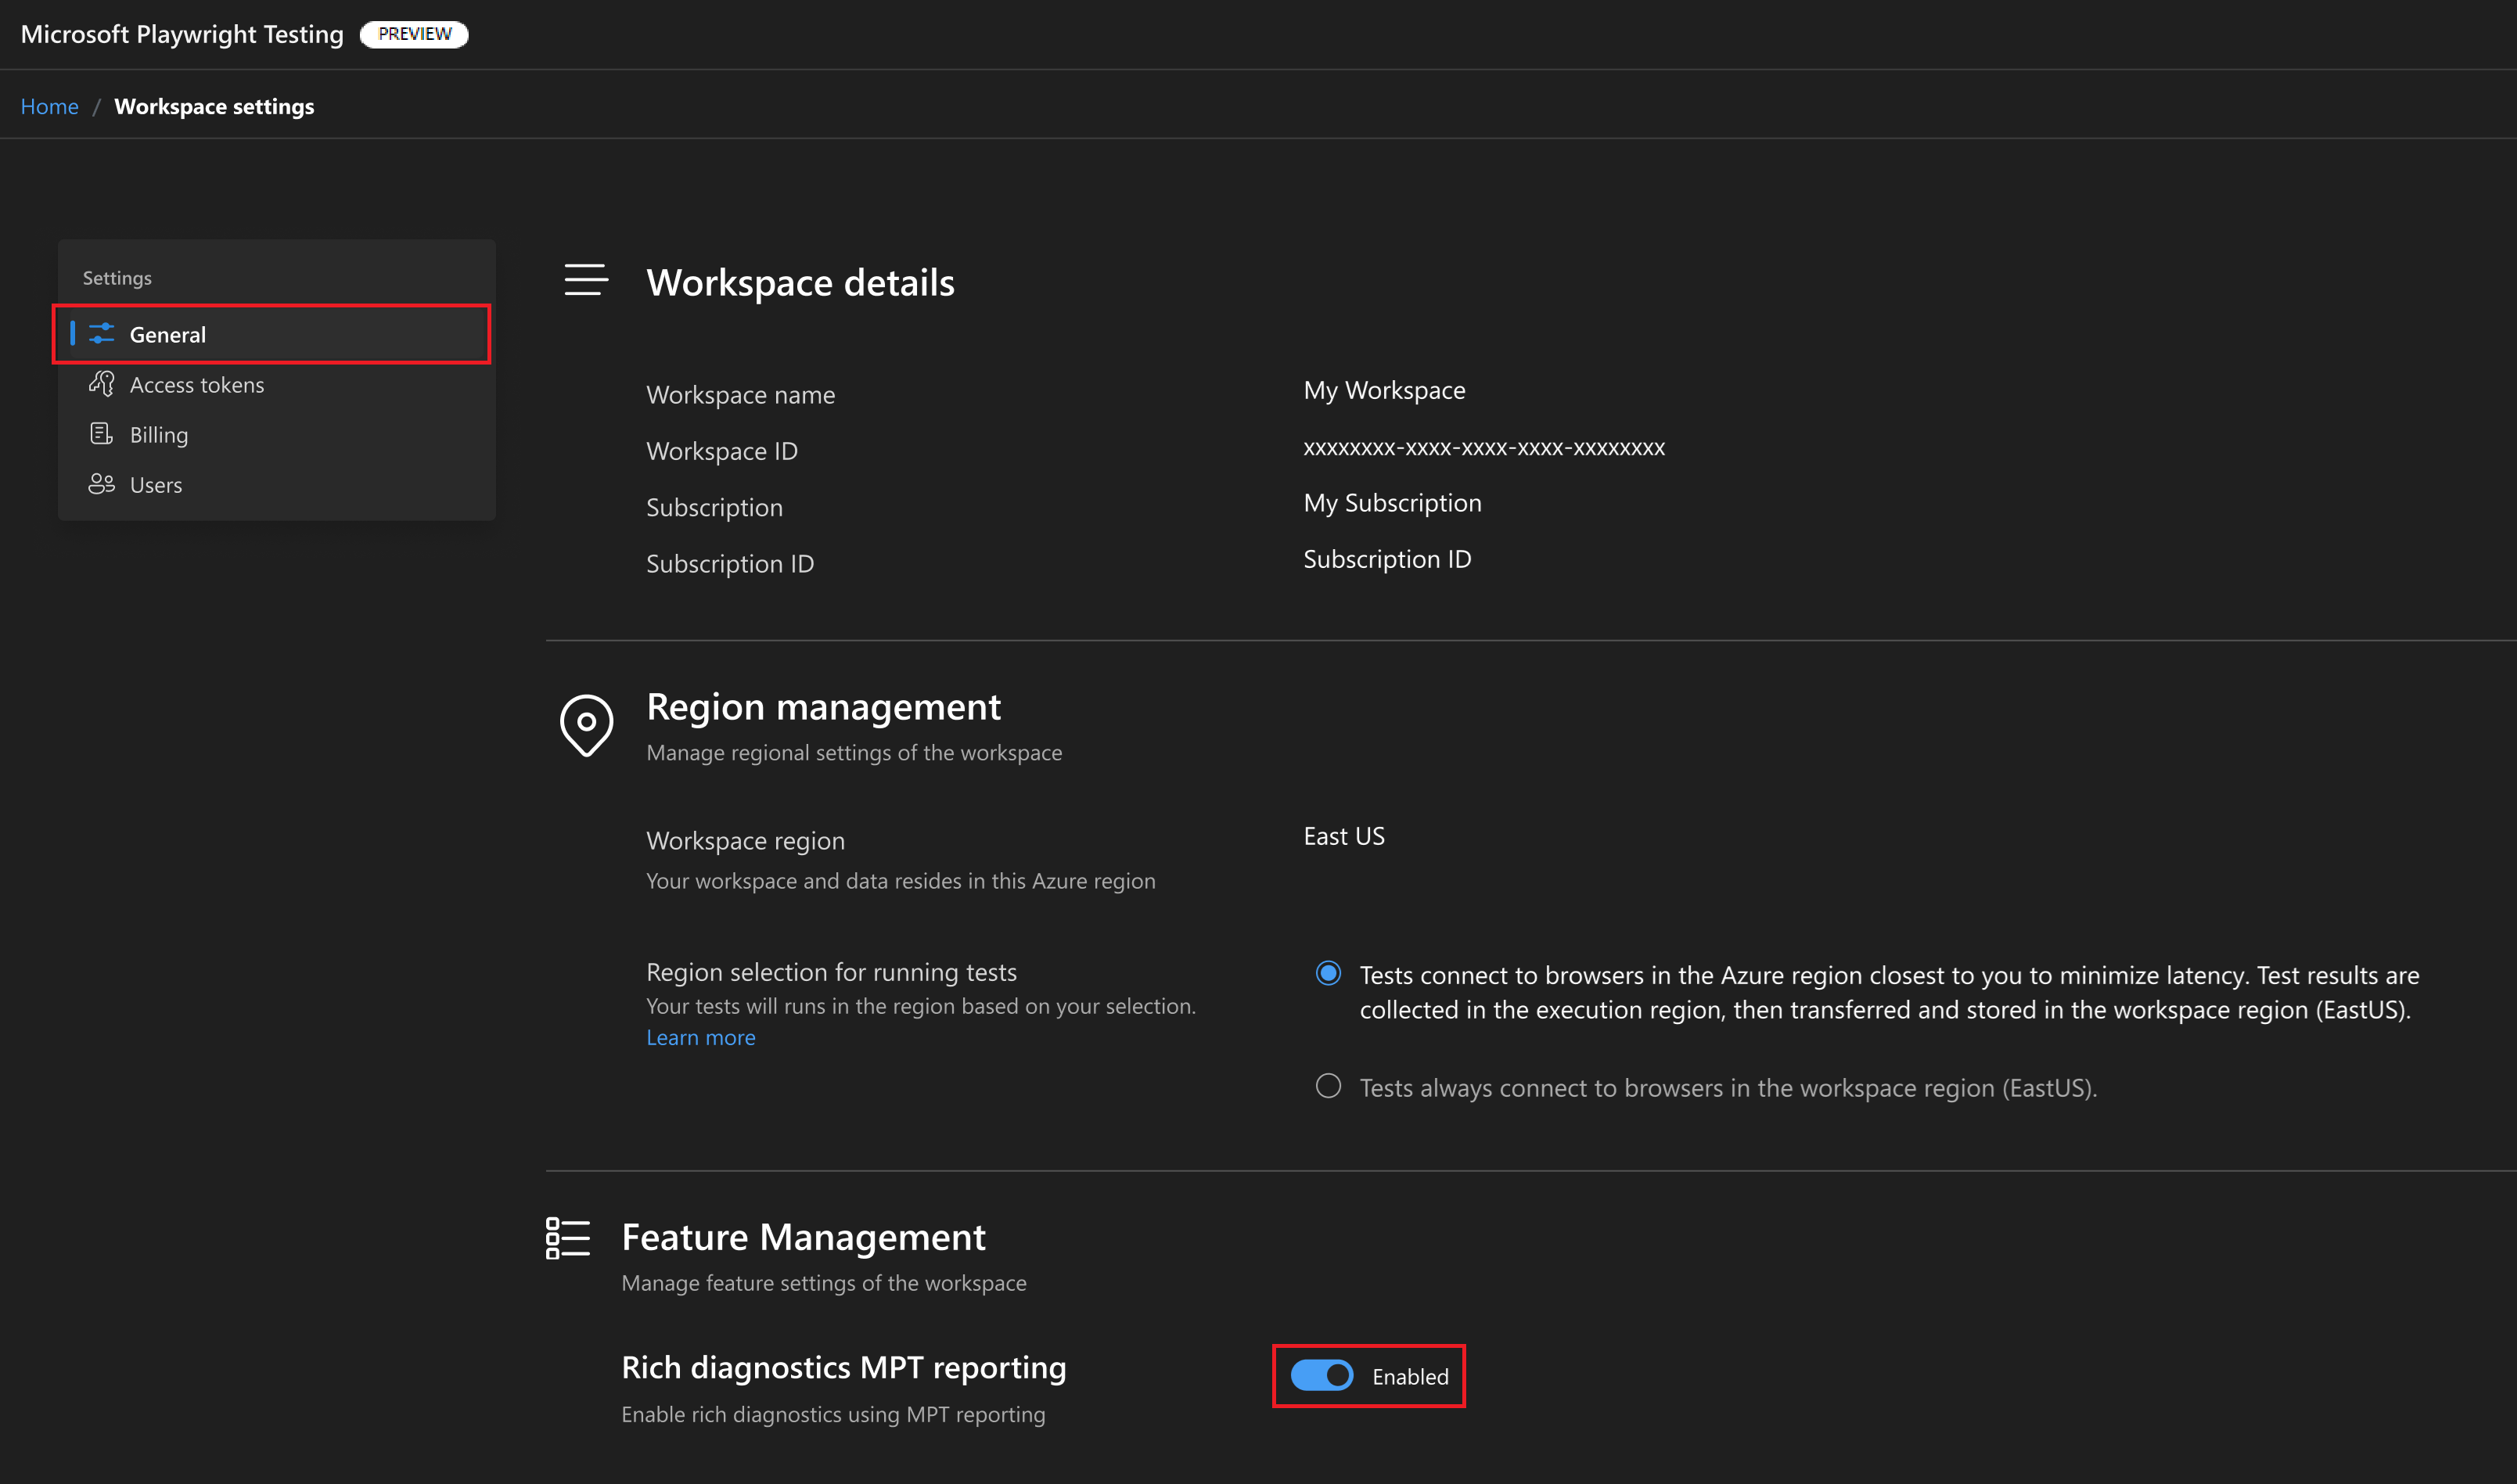 Microsoft Playwright Testing PREVIEW
Home / Workspace settings
Settings
General
Access tokens
Billing
Users
Workspace details
Workspace name My Workspace
Workspace ID xxxxxxxx-xxxx-xxxx-xxxx-xxxxxxxx
Subscription My Subscription
Subscription ID Subscription ID
Region management
Manage regional settings of the workspace
Workspace region East US
Your workspace and data resides in this Azure region
Region selection for running tests
Your tests will runs in the region based on your selection.
Learn more
Tests connect to browsers in the Azure region closest to you to minimize latency. Test results are
collected in the execution region, then transferred and stored in the workspace region (EastUS).
Tests always connect to browsers in the workspace region (EastUS).
Feature Management
Manage feature settings of the workspace
Rich diagnostics MPT reporting Enabled
Enable rich diagnostics using MPT reporting